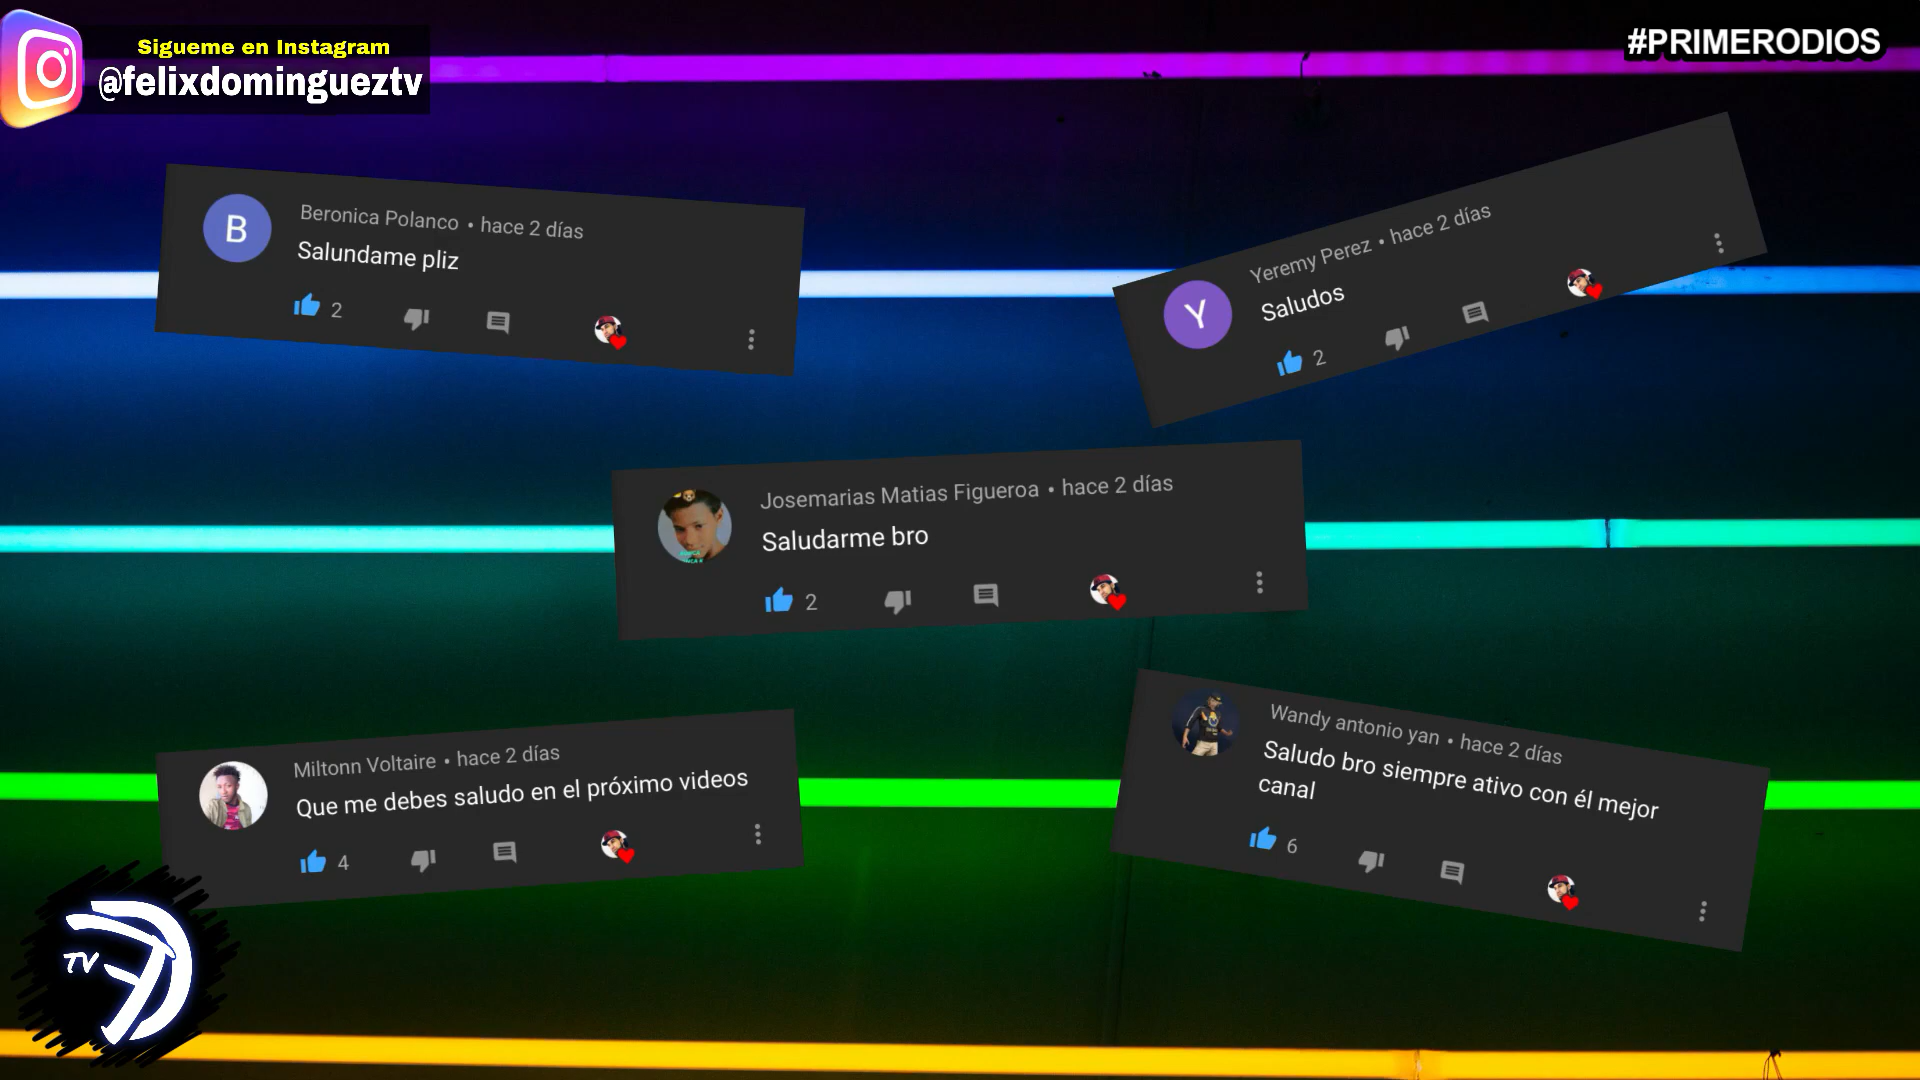 Sigueme en Instagram
@felixdomingueztv
#PRIMERODIOS
B
Beronica Polanco • hace 2 días
Salundame pliz
2
Y
Yeremy Perez • hace 2 días
Saludos
2
Josemarias Matias Figueroa • hace 2 días
Saludarme bro
2
Miltonn Voltaire • hace 2 días
Que me debes saludo en el próximo videos
4
Wandy antonio yan • hace 2 días
Saludo bro siempre ativo con él mejor
canal
6
TV